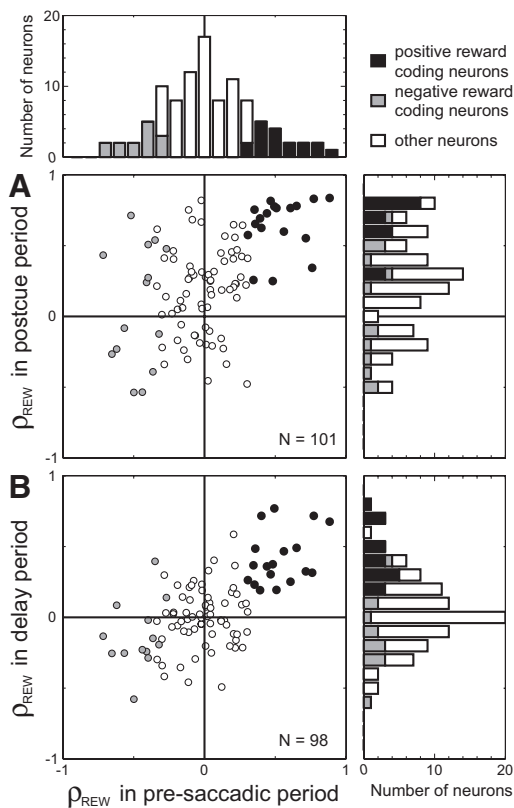 20
10
0
Number of neurons
positive reward
coding neurons
negative reward
coding neurons
other neurons
A
1
0
-1
ρREW in postcue period
N = 101
B
1
0
-1
ρREW in delay period
N = 98
-1
0
1
ρREW in pre-saccadic period
0
10
20
Number of neurons